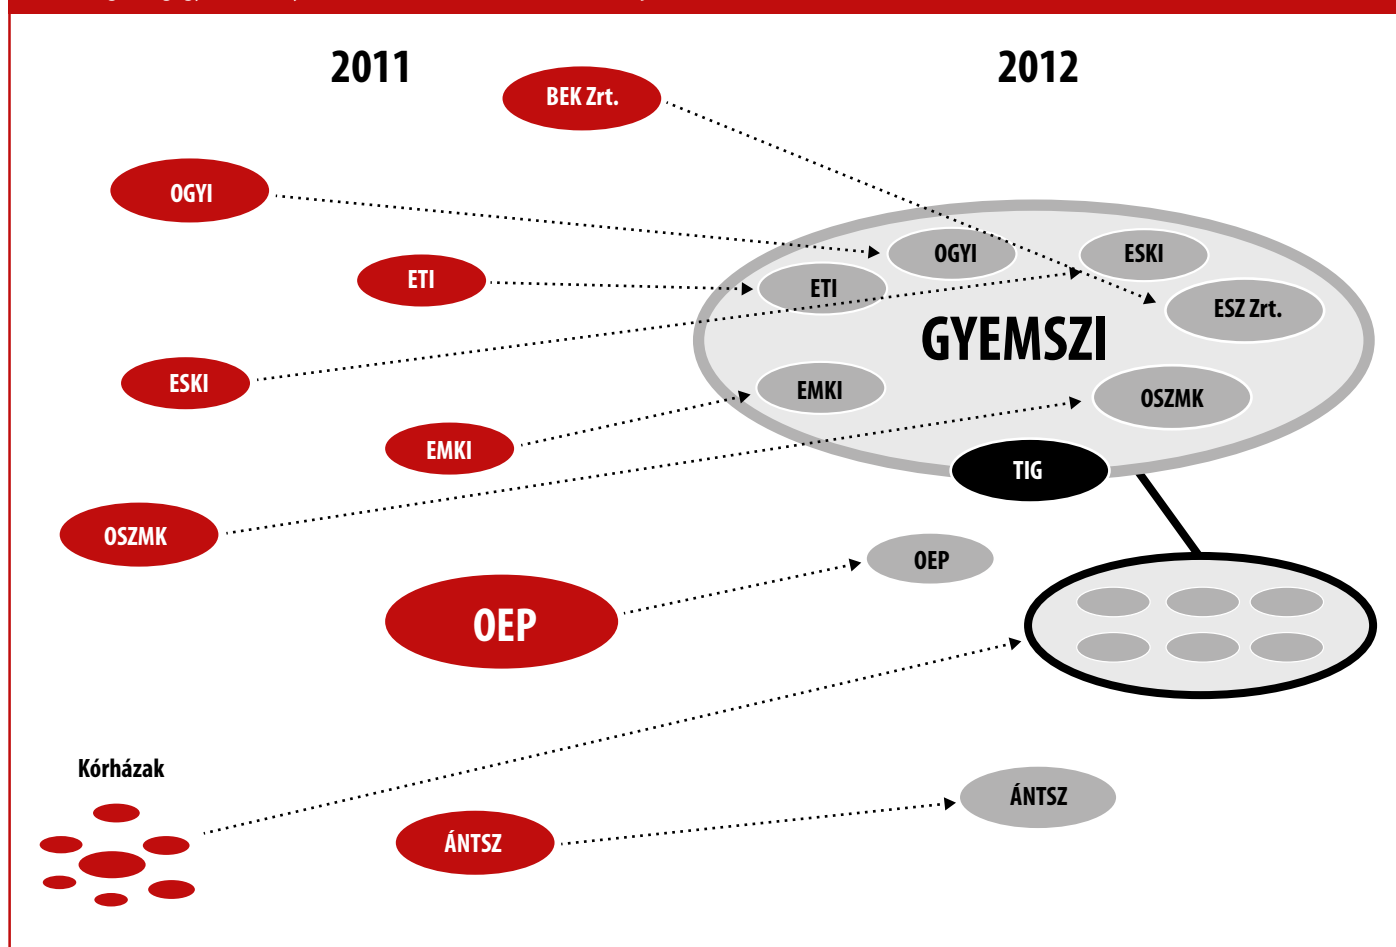 2011
2012
BEK Zrt.
OGYI
ETI
ESKI
EMKI
OSZMK
OEP
Kórházak
ÁNTSZ
OGYI
ESKI
ETI
ESZ Zrt.
GYEMSZI
EMKI
OSZMK
TIG
OEP
ÁNTSZ